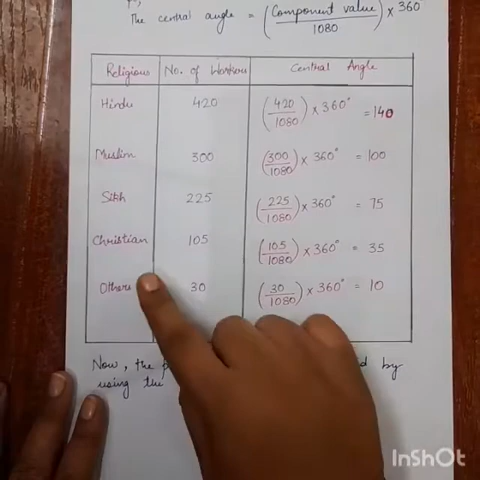 The central angle = (Component value / 1080) × 360°
Religious No. of Workers Central Angle
Hindu 420 (420/1080) × 360° = 140
Muslim 300 (300/1080) × 360° = 100
Sikh 225 (225/1080) × 360° = 75
Christian 105 (105/1080) × 360° = 35
Others 30 (30/1080) × 360° = 10
Now, the by
using the
InShOt